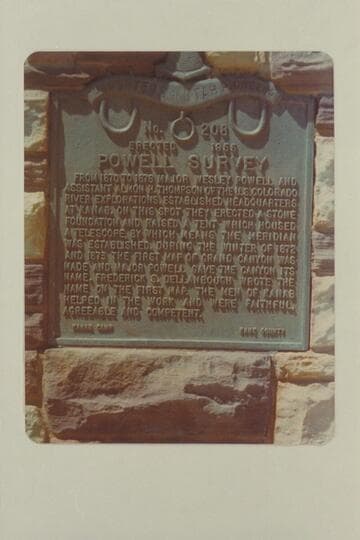 No. 208
ERECTED 1955
POWELL SURVEY
FROM 1870 TO 1878 MAJOR WESLEY POWELL AND
ASSISTANT ALMON H. THOMPSON OF THE U.S. COLORADO
RIVER EXPLORATIONS ESTABLISHED HEADQUARTERS
AT KANAB ON THIS SPOT THEY ERECTED A STONE
FOUNDATION AND RAISED A TENT WHICH HOUSED
A TELESCOPE BY WHICH MEANS THE MERIDIAN
WAS ESTABLISHED DURING THE WINTER OF 1872
AND 1873 THE FIRST MAP OF GRAND CANYON WAS
MADE AND MAJOR POWELL GAVE THE CANYON ITS
NAME. FREDERICK S. DELLANBOUGH WROTE THE
NAME ON THE FIRST MAP. THE MEN OF KANAB
HELPED IN THE WORK AND WERE FAITHFUL,
AGREEABLE AND COMPETENT.
KANAB CAMP KANE COUNTY